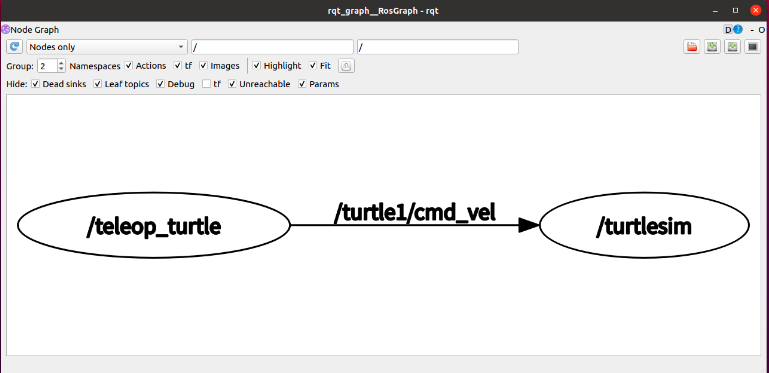 rqt_graph__RosGraph - rqt
Node Graph D - O
Nodes only / /
Group: 2 Namespaces Actions tf Images Highlight Fit
Hide: Dead sinks Leaf topics Debug tf Unreachable Params
/turtle1/cmd_vel
/teleop_turtle /turtlesim